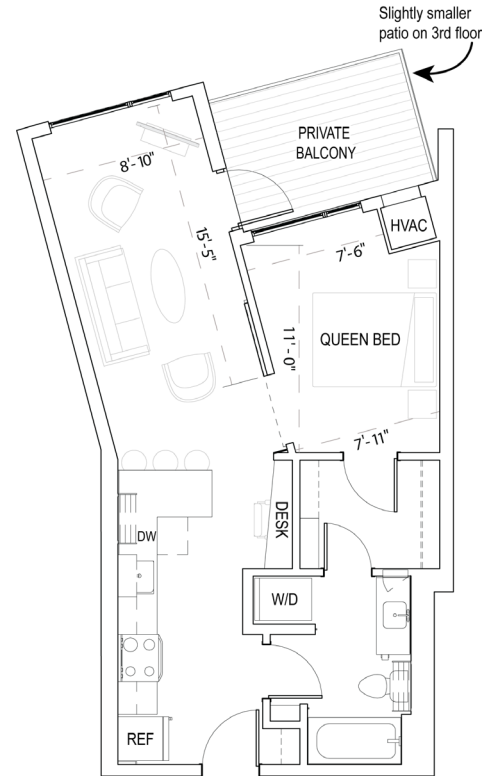 Slightly smaller
patio on 3rd floor
PRIVATE
BALCONY
8'-10"
HVAC
15'-5"
7'-6"
11'-0"
QUEEN BED
7'-11"
DESK
DW
W/D
REF